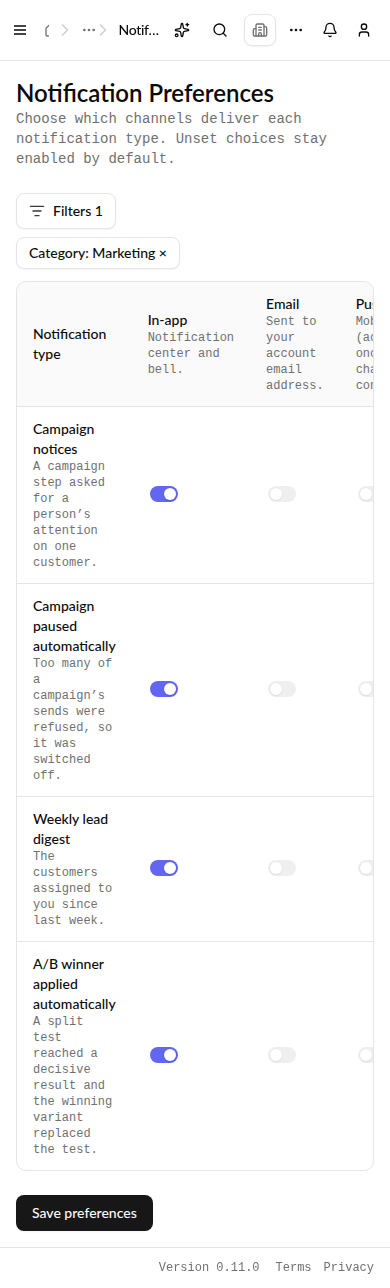 Notif...
Notification Preferences
Choose which channels deliver each
notification type. Unset choices stay
enabled by default.
Filters 1
Category: Marketing ×
Notification
type
In-app
Notification
center and
bell.
Email
Sent to
your
account
email
address.
Campaign
notices
A campaign
step asked
for a
person’s
attention
on one
customer.
Campaign
paused
automatically
Too many of
a
campaign’s
sends were
refused, so
it was
switched
off.
Weekly lead
digest
The
customers
assigned to
you since
last week.
A/B winner
applied
automatically
A split
test
reached a
decisive
result and
the winning
variant
replaced
the test.
Save preferences
Version 0.11.0 Terms Privacy